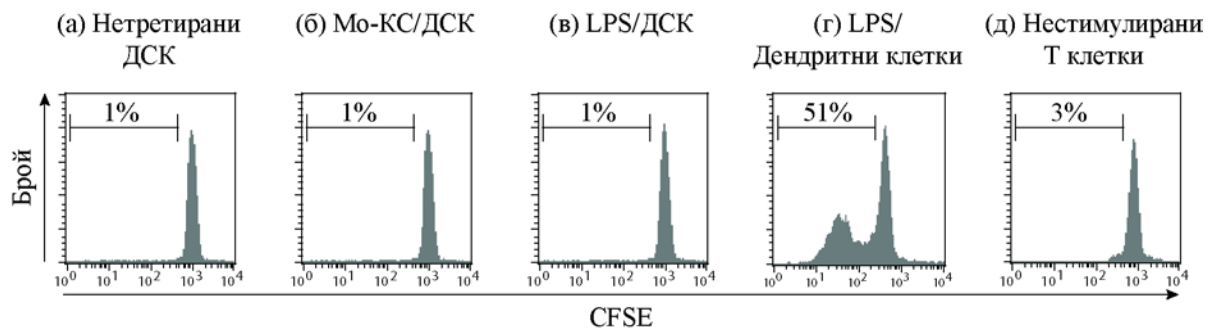 (а) Нетретирани
ДСК
(б) Мо-КС/ДСК
(в) LPS/ДСК
(г) LPS/
Дендритни клетки
(д) Нестимулирани
Т клетки
Брой
1%
1%
1%
51%
3%
10⁰ 10¹ 10² 10³ 10⁴
10⁰ 10¹ 10² 10³ 10⁴
10⁰ 10¹ 10² 10³ 10⁴
10⁰ 10¹ 10² 10³ 10⁴
10⁰ 10¹ 10² 10³ 10⁴
CFSE